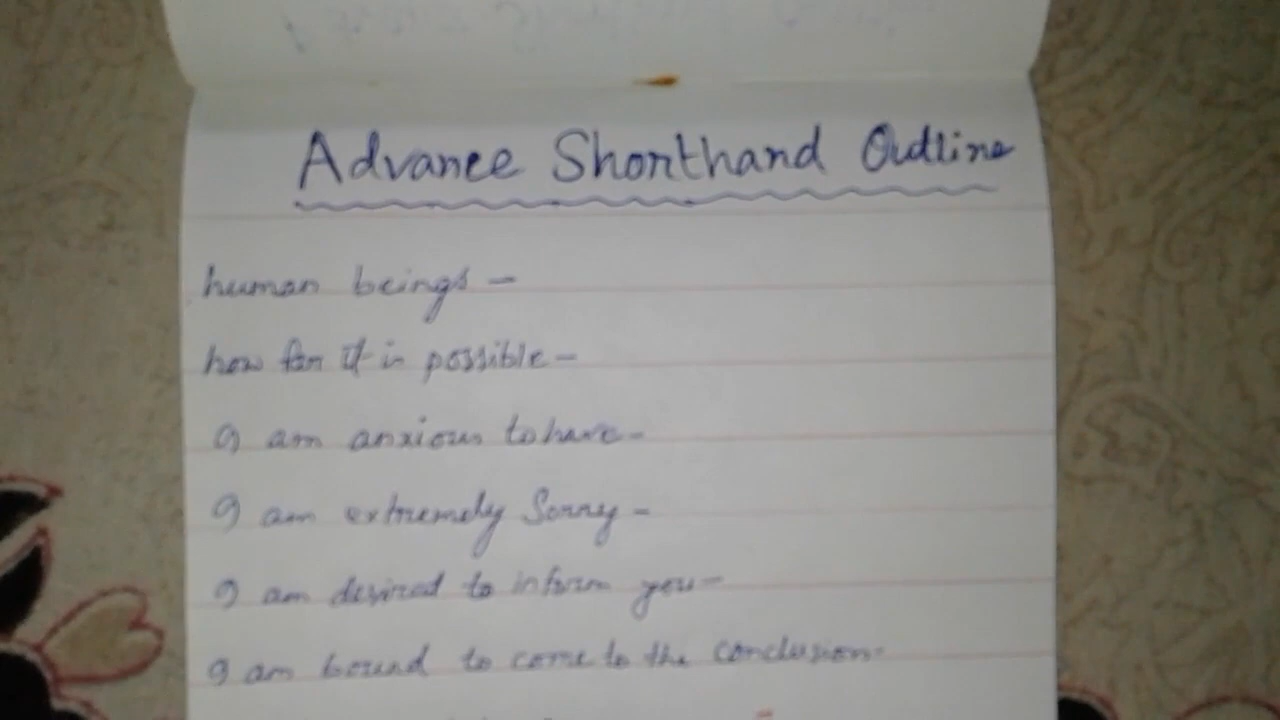 Advance Shorthand Outline
human beings -
how far it is possible -
I am anxious to have -
I am extremely Sorry -
I am desired to inform you -
I am bound to come to the conclusion -